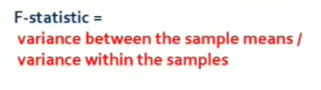 F-statistic =
variance between the sample means /
variance within the samples